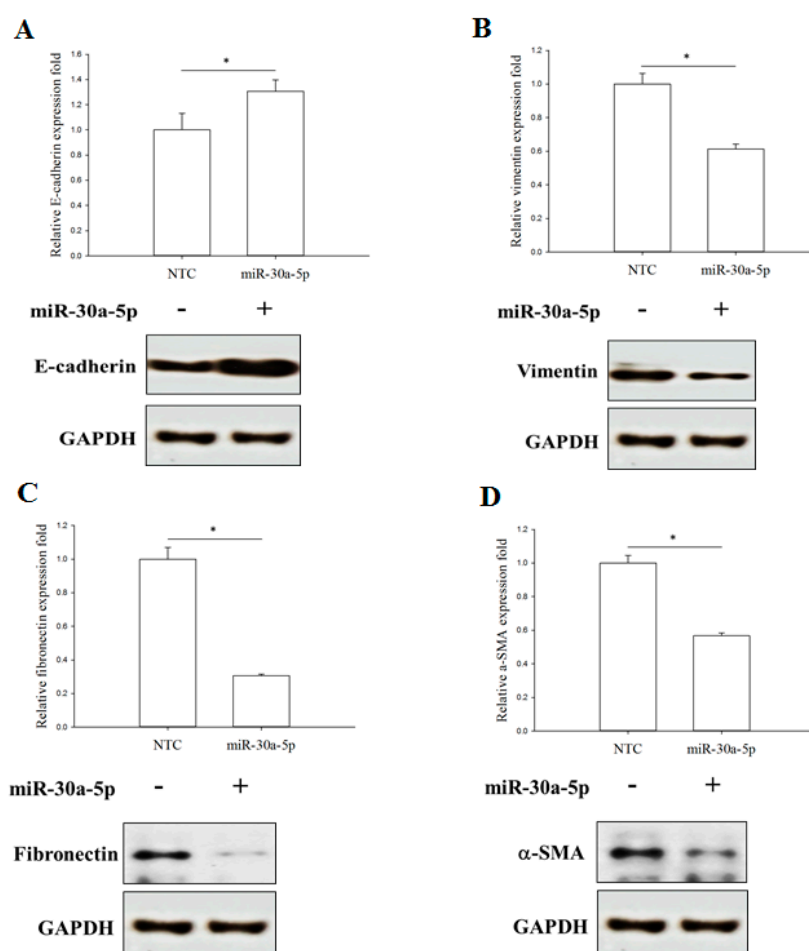 A
Relative E-cadherin expression fold
1.6
1.4
1.2
1.0
0.8
0.6
0.4
0.2
0.0
*
NTC miR-30a-5p
miR-30a-5p - +
E-cadherin
GAPDH
B
Relative vimentin expression fold
1.2
1.0
0.8
0.6
0.4
0.2
0.0
*
NTC miR-30a-5p
miR-30a-5p - +
Vimentin
GAPDH
C
Relative fibronectin expression fold
1.2
1.0
0.8
0.6
0.4
0.2
0.0
*
NTC miR-30a-5p
miR-30a-5p - +
Fibronectin
GAPDH
D
Relative a-SMA expression fold
1.2
1.0
0.8
0.6
0.4
0.2
0.0
*
NTC miR-30a-5p
miR-30a-5p - +
α-SMA
GAPDH